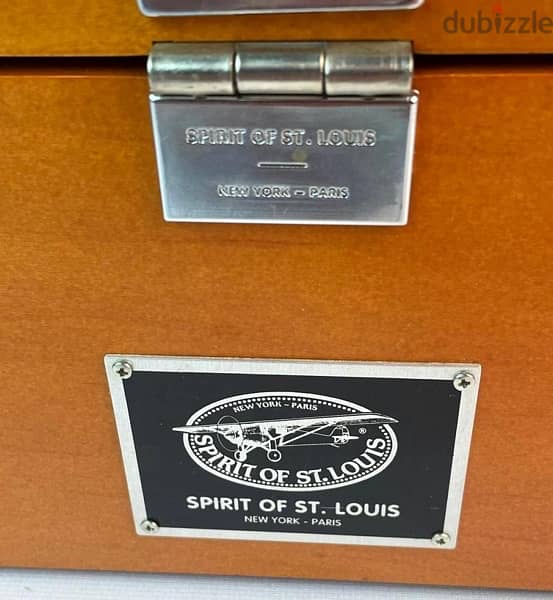 dubizzle
SPIRIT OF ST. LOUIS
NEW YORK – PARIS
NEW YORK – PARIS
SPIRIT OF ST. LOUIS ®
SPIRIT OF ST. LOUIS
NEW YORK - PARIS